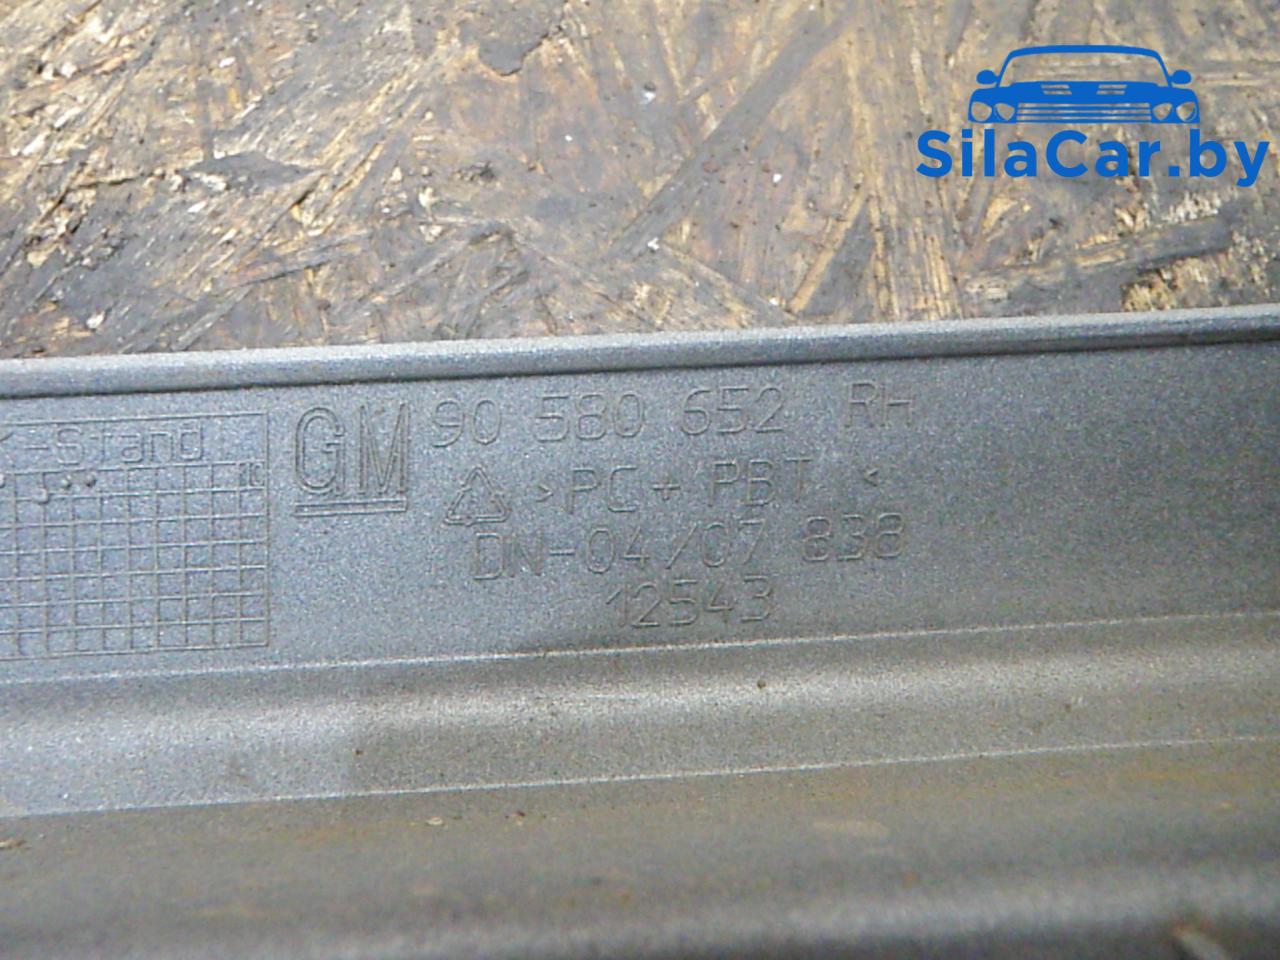 SilaCar.by
GM 90 580 652 RH
-Stand
>PC + PBT <
DN-04/07 838
12543